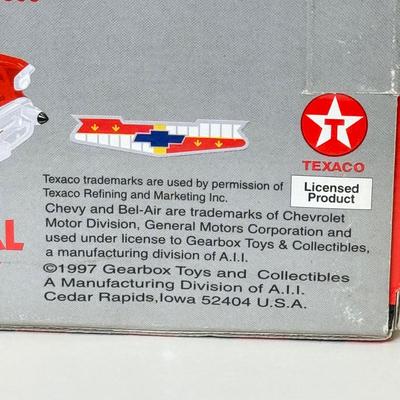 T
TEXACO
Licensed
Product
Texaco trademarks are used by permission of
Texaco Refining and Marketing Inc.
Chevy and Bel-Air are trademarks of Chevrolet
Motor Division, General Motors Corporation and
used under license to Gearbox Toys & Collectibles,
a manufacturing division of A.I.I.
©1997 Gearbox Toys and Collectibles
A Manufacturing Division of A.I.I.
Cedar Rapids,Iowa 52404 U.S.A.
AL